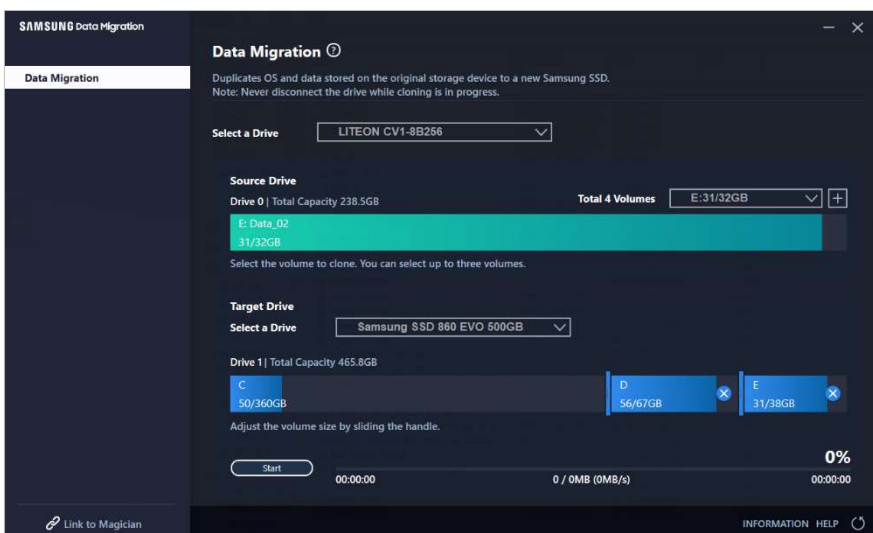 SAMSUNG Data Migration
Data Migration
Data Migration ?
Duplicates OS and data stored on the original storage device to a new Samsung SSD.
Note: Never disconnect the drive while cloning is in progress.
Select a Drive LITEON CV1-8B256
Source Drive
Drive 0 | Total Capacity 238.5GB Total 4 Volumes E:31/32GB +
E: Data_02
31/32GB
Select the volume to clone. You can select up to three volumes.
Target Drive
Select a Drive Samsung SSD 860 EVO 500GB
Drive 1 | Total Capacity 465.8GB
C D E
50/360GB 56/67GB 31/38GB
Adjust the volume size by sliding the handle.
0%
Start
00:00:00 0 / 0MB (0MB/s) 00:00:00
Link to Magician INFORMATION HELP